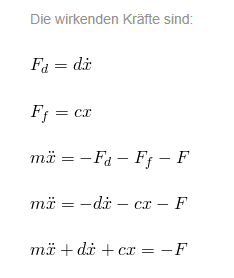 Die wirkenden Kräfte sind:
F_d = dẋ
F_f = cx
mẍ = −F_d − F_f − F
mẍ = −dẋ − cx − F
mẍ + dẋ + cx = −F